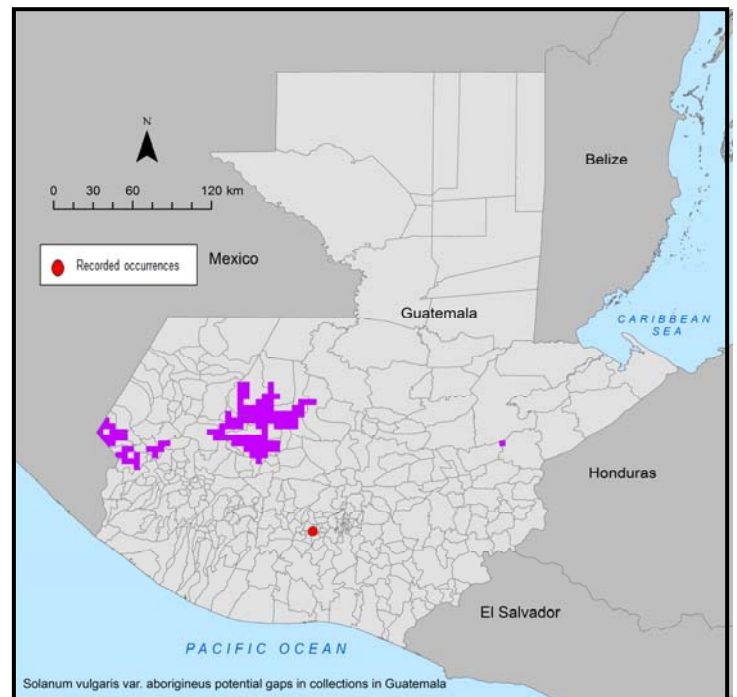 N
0 30 60 120 km
Belize
Recorded occurrences
Mexico
Guatemala
CARIBBEAN
SEA
Honduras
El Salvador
PACIFIC OCEAN
Solanum vulgaris var. aborigineus potential gaps in collections in Guatemala